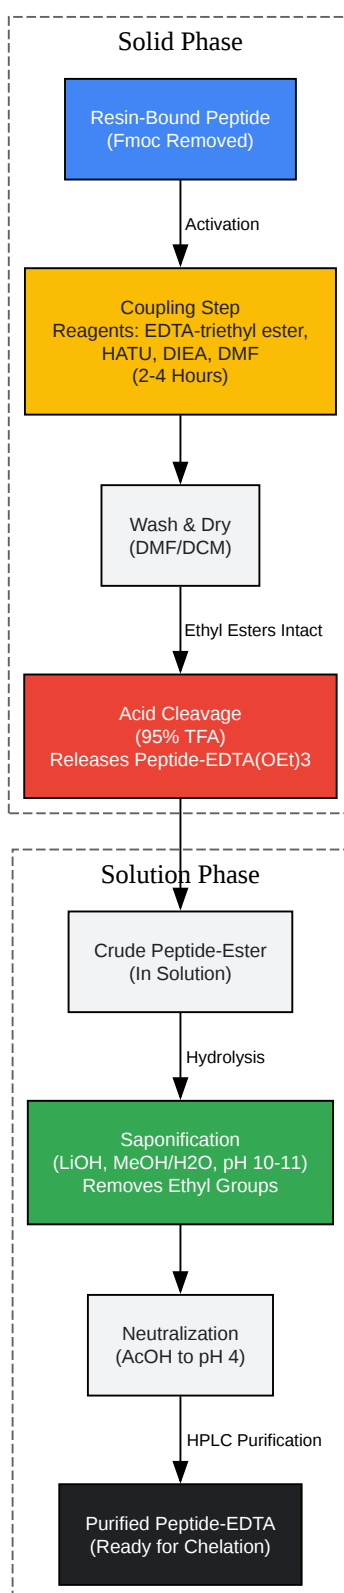 Solid Phase
Resin-Bound Peptide
(Fmoc Removed)
Activation
Coupling Step
Reagents: EDTA-triethyl ester,
HATU, DIEA, DMF
(2-4 Hours)
Wash & Dry
(DMF/DCM)
Ethyl Esters Intact
Acid Cleavage
(95% TFA)
Releases Peptide-EDTA(OEt)3
Solution Phase
Crude Peptide-Ester
(In Solution)
Hydrolysis
Saponification
(LiOH, MeOH/H2O, pH 10-11)
Removes Ethyl Groups
Neutralization
(AcOH to pH 4)
HPLC Purification
Purified Peptide-EDTA
(Ready for Chelation)